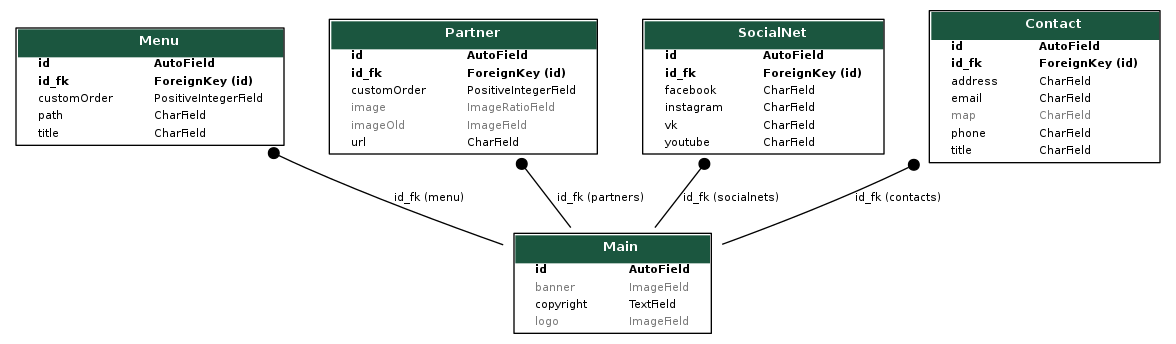 Menu
id AutoField
id_fk ForeignKey (id)
customOrder PositiveIntegerField
path CharField
title CharField
Partner
id AutoField
id_fk ForeignKey (id)
customOrder PositiveIntegerField
image ImageRatioField
imageOld ImageField
url CharField
SocialNet
id AutoField
id_fk ForeignKey (id)
facebook CharField
instagram CharField
vk CharField
youtube CharField
Contact
id AutoField
id_fk ForeignKey (id)
address CharField
email CharField
map CharField
phone CharField
title CharField
id_fk (menu)
id_fk (partners)
id_fk (socialnets)
id_fk (contacts)
Main
id AutoField
banner ImageField
copyright TextField
logo ImageField